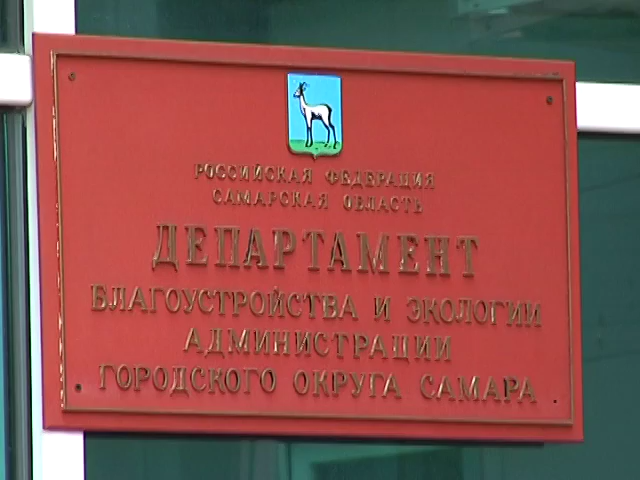 РОССИЙСКАЯ ФЕДЕРАЦИЯ
САМАРСКАЯ ОБЛАСТЬ
ДЕПАРТАМЕНТ
БЛАГОУСТРОЙСТВА И ЭКОЛОГИИ
АДМИНИСТРАЦИИ
ГОРОДСКОГО ОКРУГА САМАРА